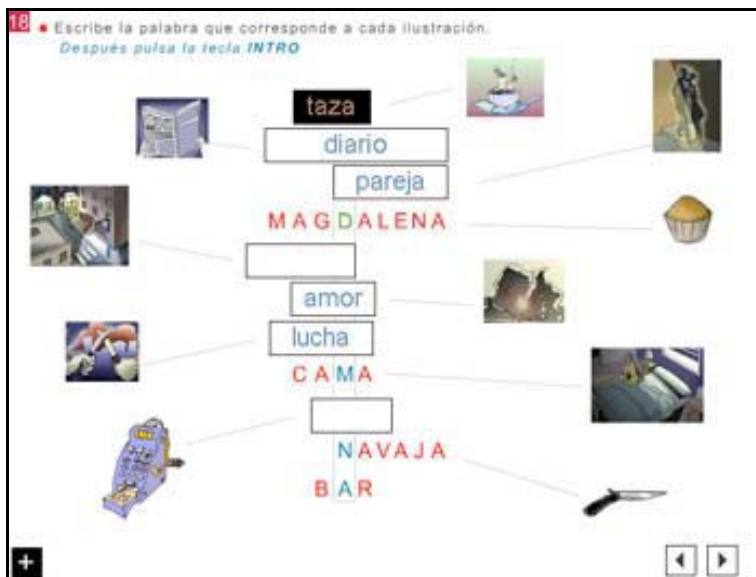 18 • Escribe la palabra que corresponde a cada ilustración.
Después pulsa la tecla INTRO
taza
diario
pareja
MAGDALENA
amor
lucha
CAMA
NAVAJA
BAR
+